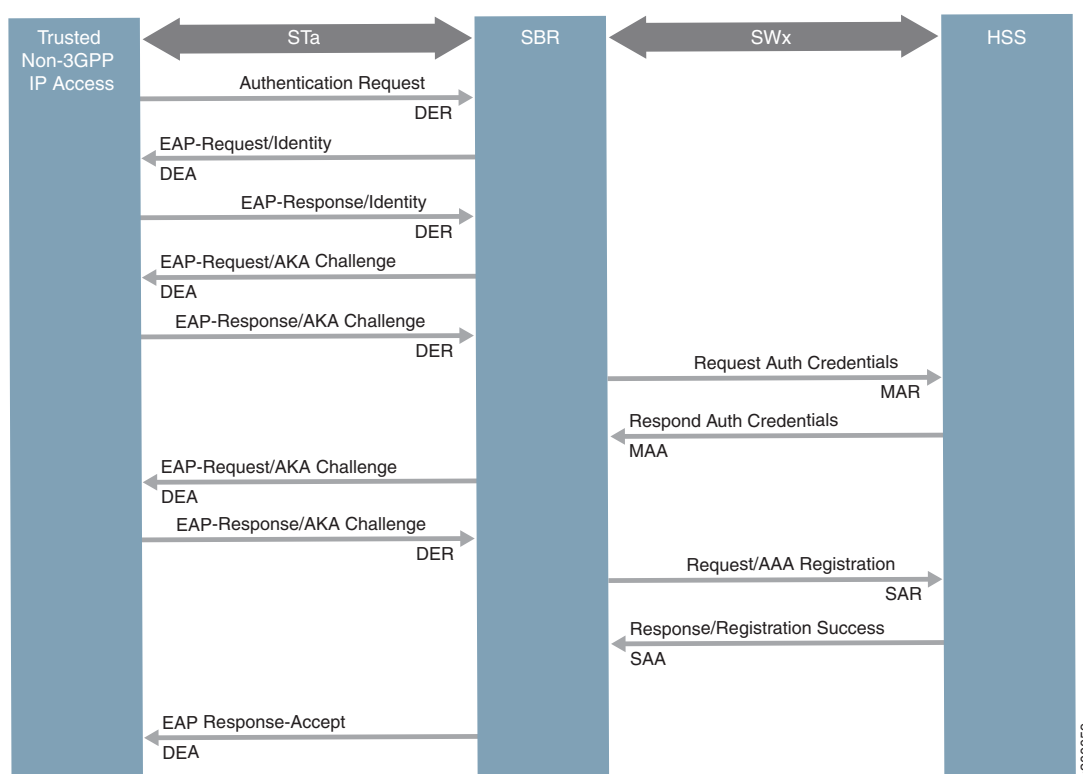 Trusted
Non-3GPP
IP Access
STa
SBR
SWx
HSS
Authentication Request
DER
EAP-Request/Identity
DEA
EAP-Response/Identity
DER
EAP-Request/AKA Challenge
DEA
EAP-Response/AKA Challenge
DER
Request Auth Credentials
MAR
Respond Auth Credentials
MAA
EAP-Request/AKA Challenge
DEA
EAP-Response/AKA Challenge
DER
Request/AAA Registration
SAR
Response/Registration Success
SAA
EAP Response-Accept
DEA